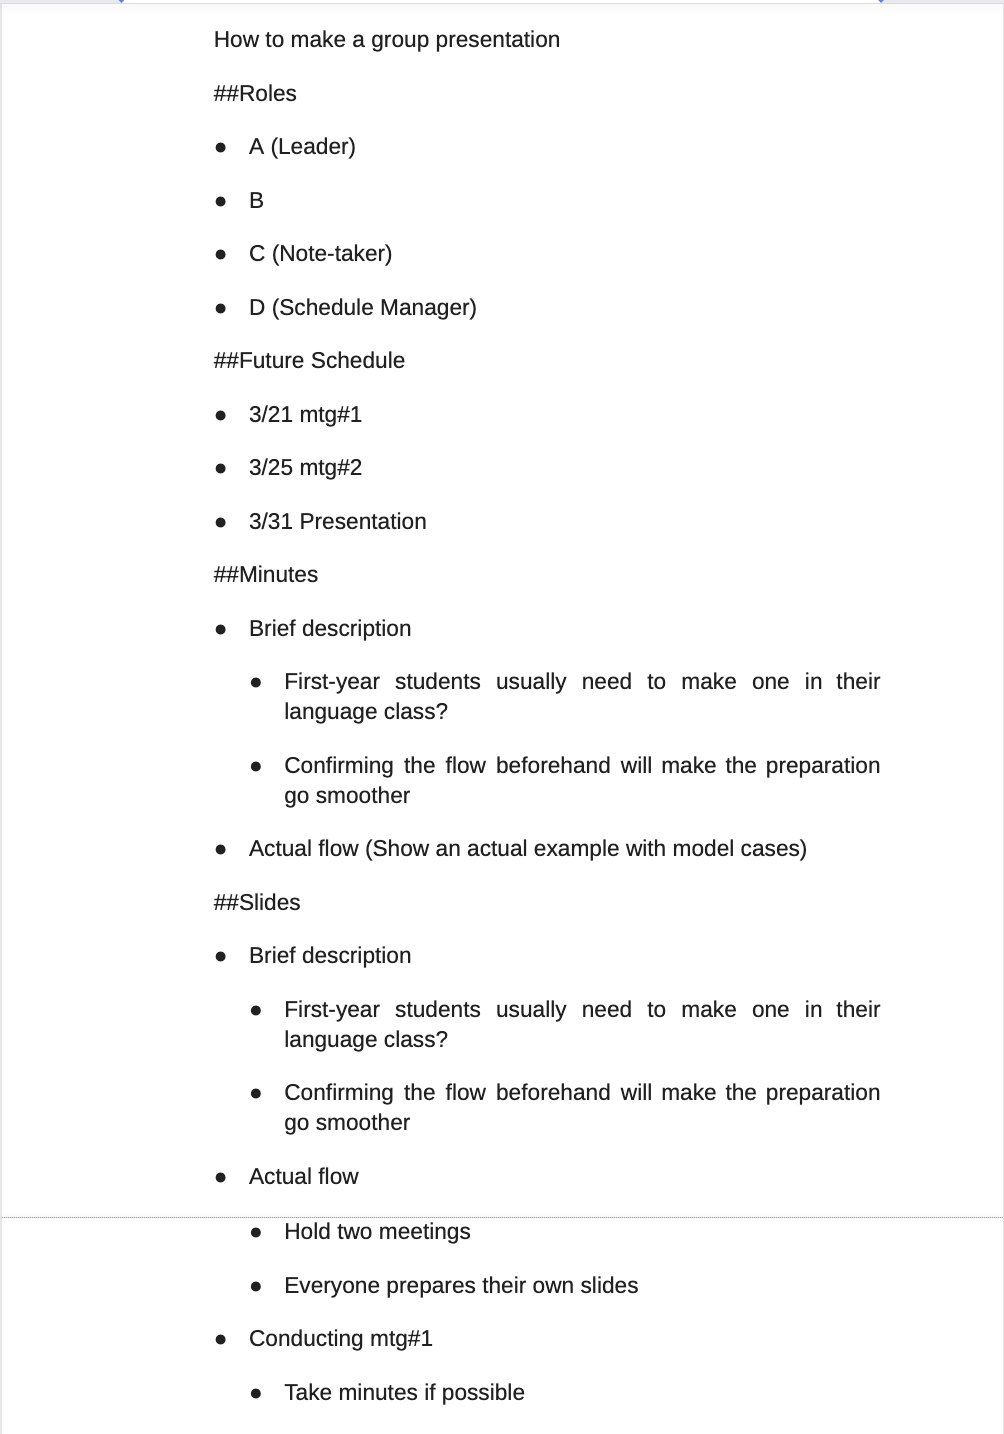 How to make a group presentation
##Roles
● A (Leader)
● B
● C (Note-taker)
● D (Schedule Manager)
##Future Schedule
● 3/21 mtg#1
● 3/25 mtg#2
● 3/31 Presentation
##Minutes
● Brief description
● First-year students usually need to make one in their
language class?
● Confirming the flow beforehand will make the preparation
go smoother
● Actual flow (Show an actual example with model cases)
##Slides
● Brief description
● First-year students usually need to make one in their
language class?
● Confirming the flow beforehand will make the preparation
go smoother
● Actual flow
● Hold two meetings
● Everyone prepares their own slides
● Conducting mtg#1
● Take minutes if possible